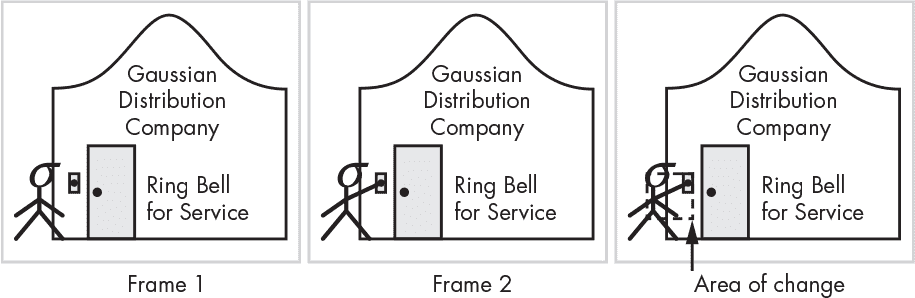 Gaussian
Distribution
Company
Ring Bell
for Service
Frame 1
Gaussian
Distribution
Company
Ring Bell
for Service
Frame 2
Gaussian
Distribution
Company
Ring Bell
for Service
Area of change